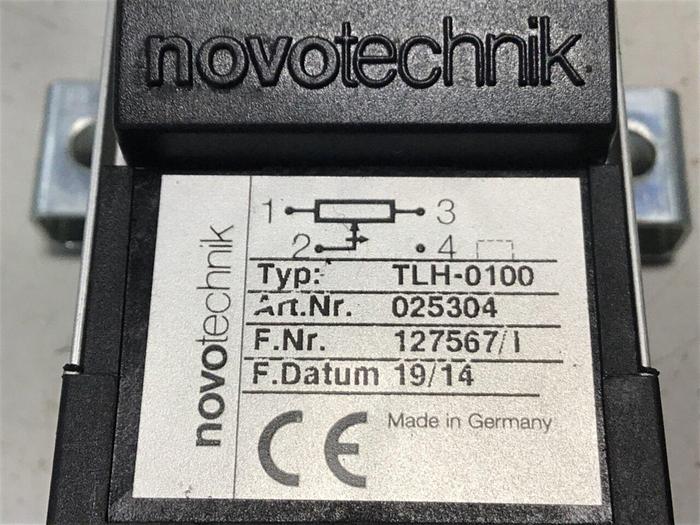 novotechnik
novotechnik
1 3
2 4
Typ: TLH-0100
Art.Nr. 025304
F.Nr. 127567/I
F.Datum 19/14
CE Made in Germany